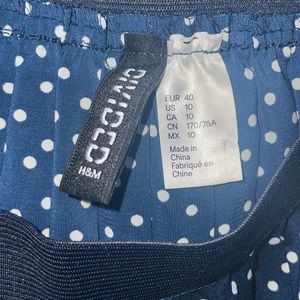 DIVIDED
H&M
EUR 40
US 10
CA 10
CN 170/76A
MX 10
Made in
China
Fabriqué en
Chine